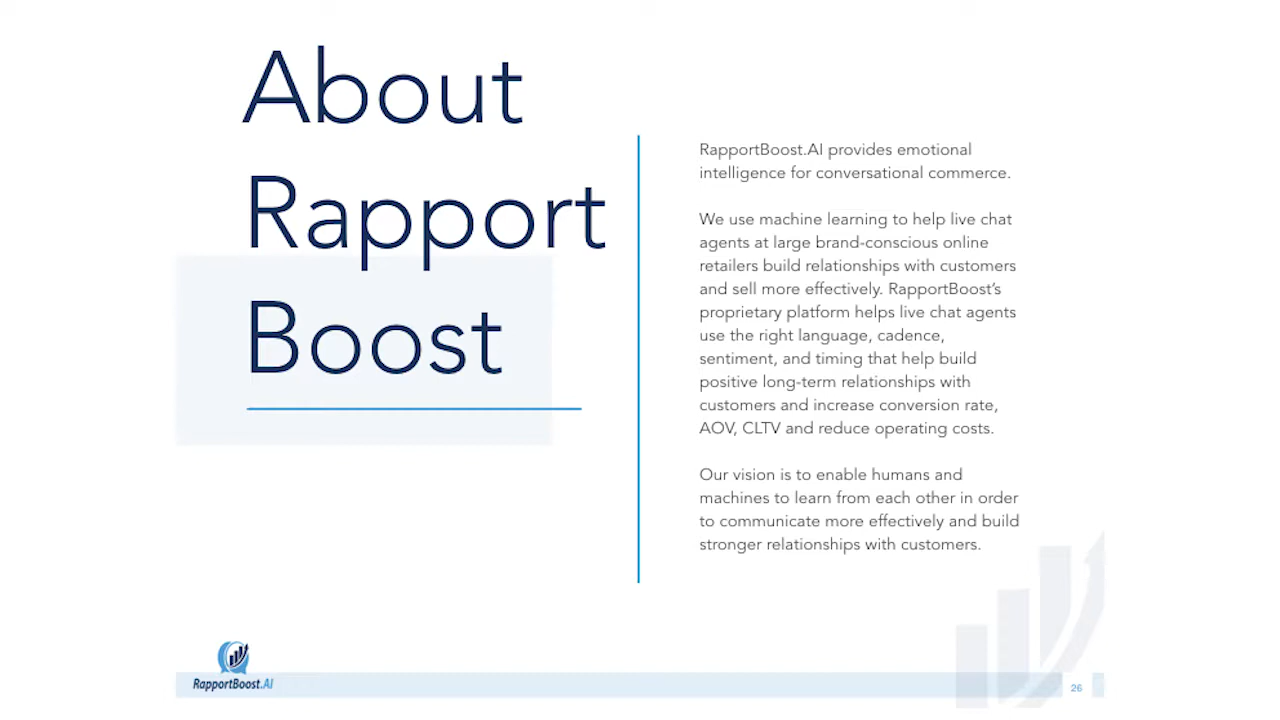 About
Rapport
Boost
RapportBoost.AI provides emotional
intelligence for conversational commerce.
We use machine learning to help live chat
agents at large brand-conscious online
retailers build relationships with customers
and sell more effectively. RapportBoost’s
proprietary platform helps live chat agents
use the right language, cadence,
sentiment, and timing that help build
positive long-term relationships with
customers and increase conversion rate,
AOV, CLTV and reduce operating costs.
Our vision is to enable humans and
machines to learn from each other in order
to communicate more effectively and build
stronger relationships with customers.
RapportBoost.AI
26